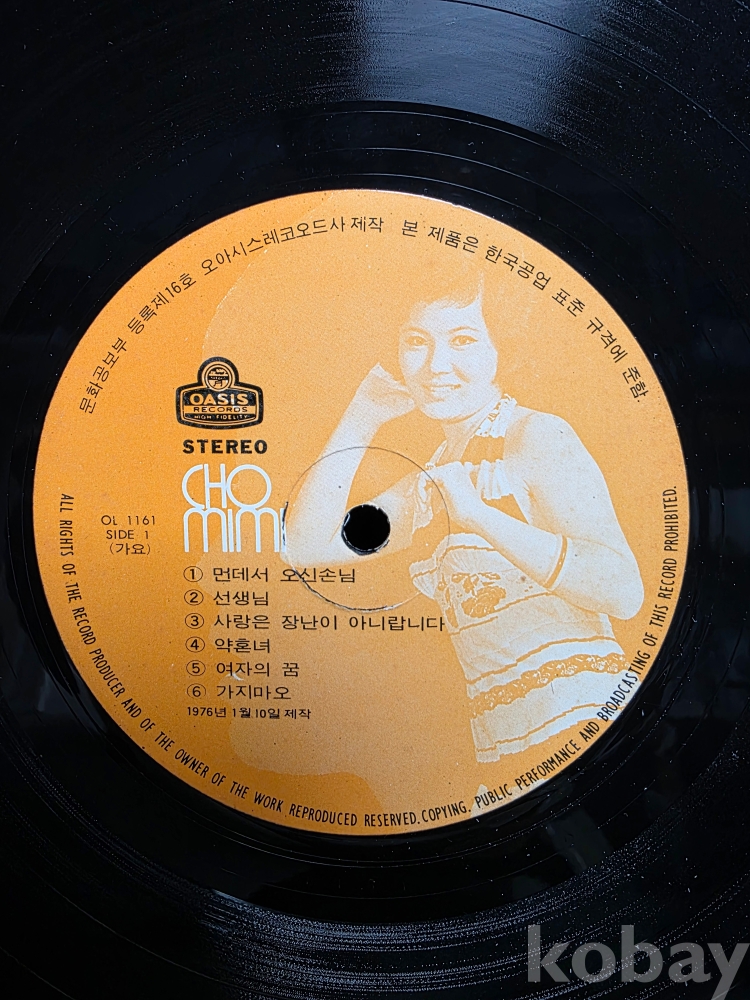 문화공보부 등록제16호 오아시스레코오드사 제작 본 제품은 한국공업 표준 규격에 준함.
OASIS
RECORDS
HIGH-FIDELITY
STEREO
CHO
MIMI
OL 1161
SIDE 1
(가요)
① 먼데서 오신손님
② 선생님
③ 사랑은 장난이 아니랍니다
④ 약혼녀
⑤ 여자의 꿈
⑥ 가지마오
1976년 1월 10일 제작
ALL RIGHTS OF THE RECORD PRODUCER AND OF THE OWNER OF THE WORK REPRODUCED RESERVED. COPYING, PUBLIC PERFORMANCE AND BROADCASTING OF THIS RECORD PROHIBITED.
kobay